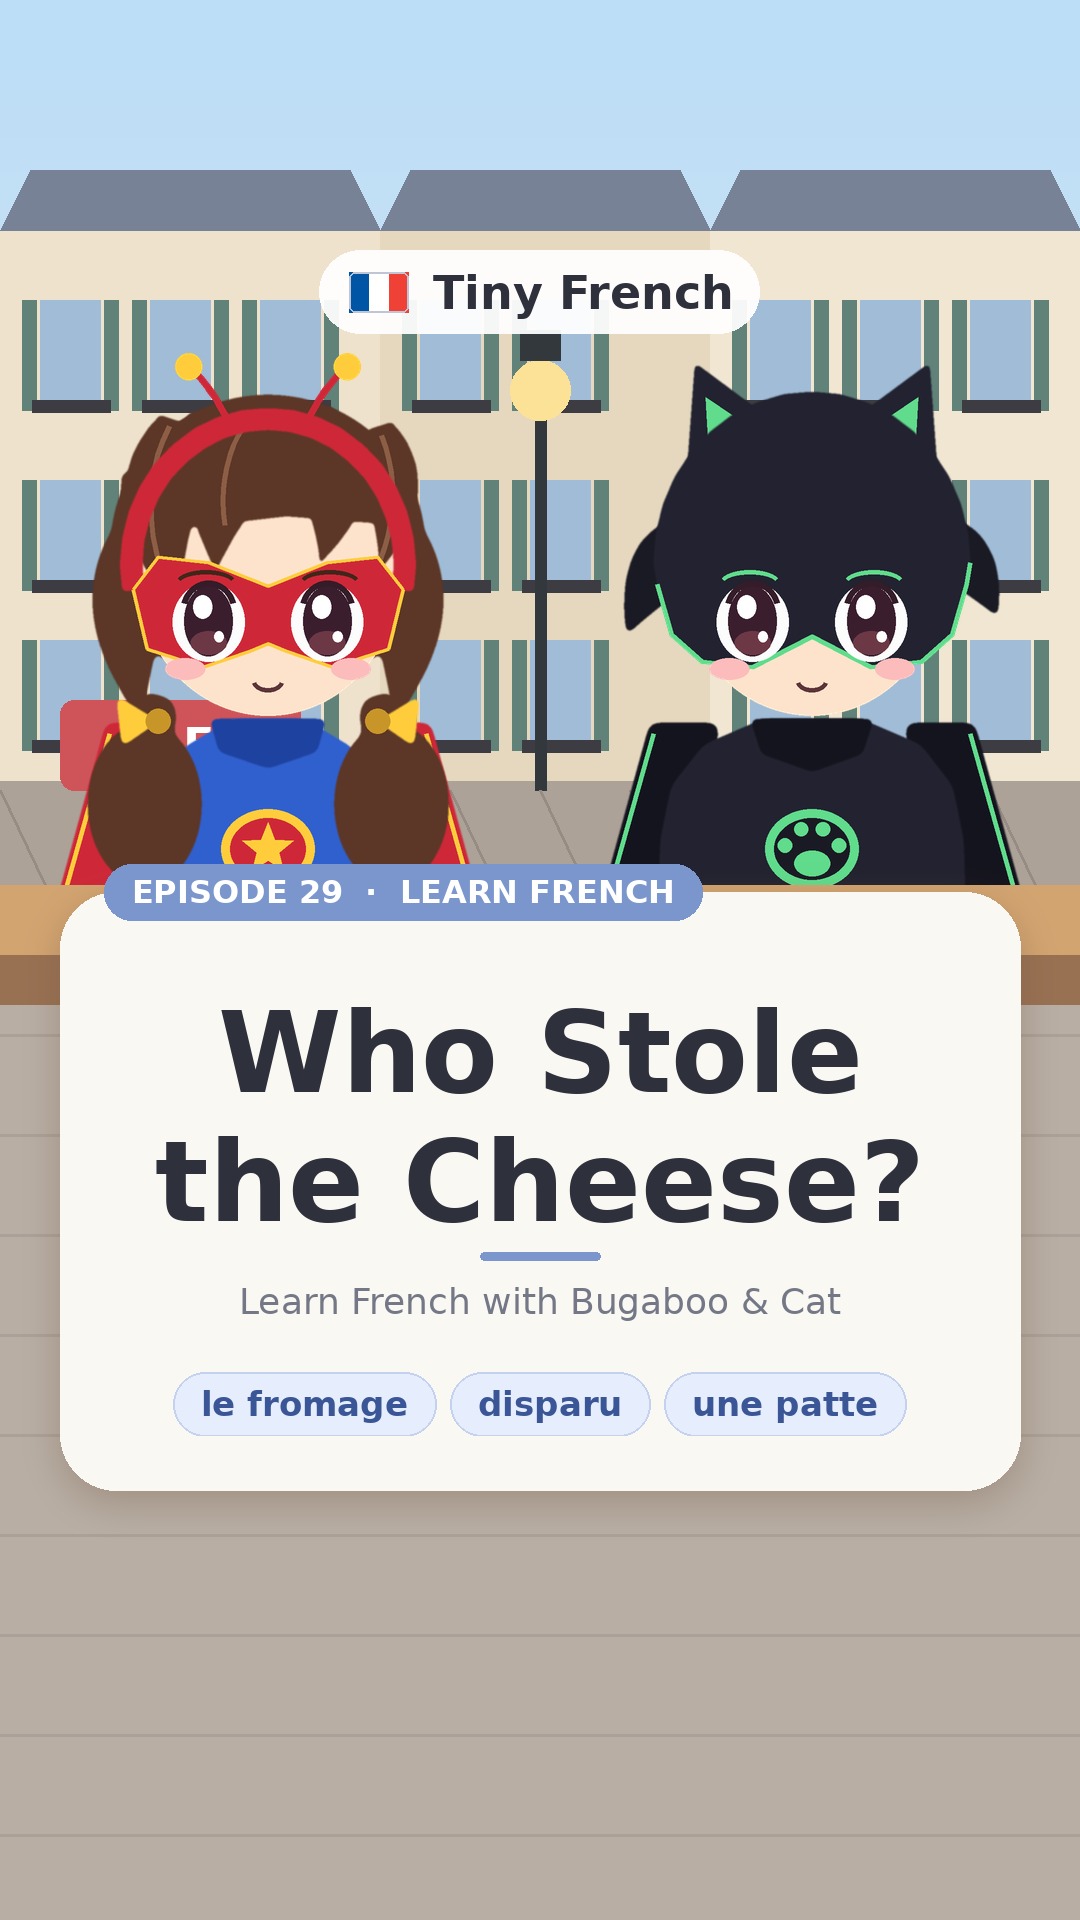 Tiny French
EPISODE 29 · LEARN FRENCH
Who Stole
the Cheese?
Learn French with Bugaboo & Cat
le fromage
disparu
une patte